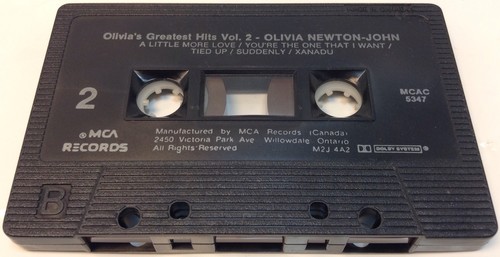 Olivia's Greatest Hits Vol. 2 - OLIVIA NEWTON-JOHN
A LITTLE MORE LOVE / YOU'RE THE ONE THAT I WANT /
TIED UP / SUDDENLY / XANADU
2
MCAC
5347
MCA
RECORDS
Manufactured by MCA Records (Canada)
2450 Victoria Park Ave. Willowdale Ontario
All Rights Reserved
M2J 4A2
DOLBY SYSTEM ®
B